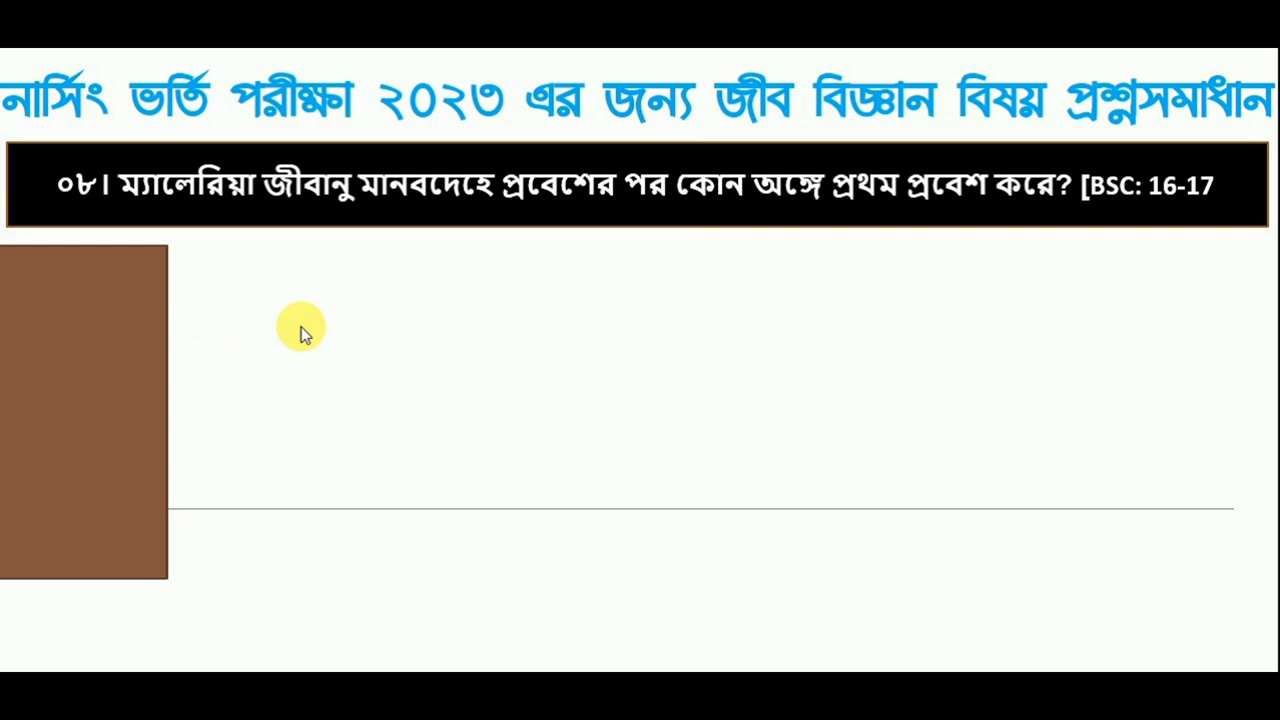 নার্সিং ভর্তি পরীক্ষা ২০২৩ এর জন্য জীব বিজ্ঞান বিষয় প্রশ্নসমাধান
০৮। ম্যালেরিয়া জীবানু মানবদেহে প্রবেশের পর কোন অঙ্গে প্রথম প্রবেশ করে? [BSC: 16-17